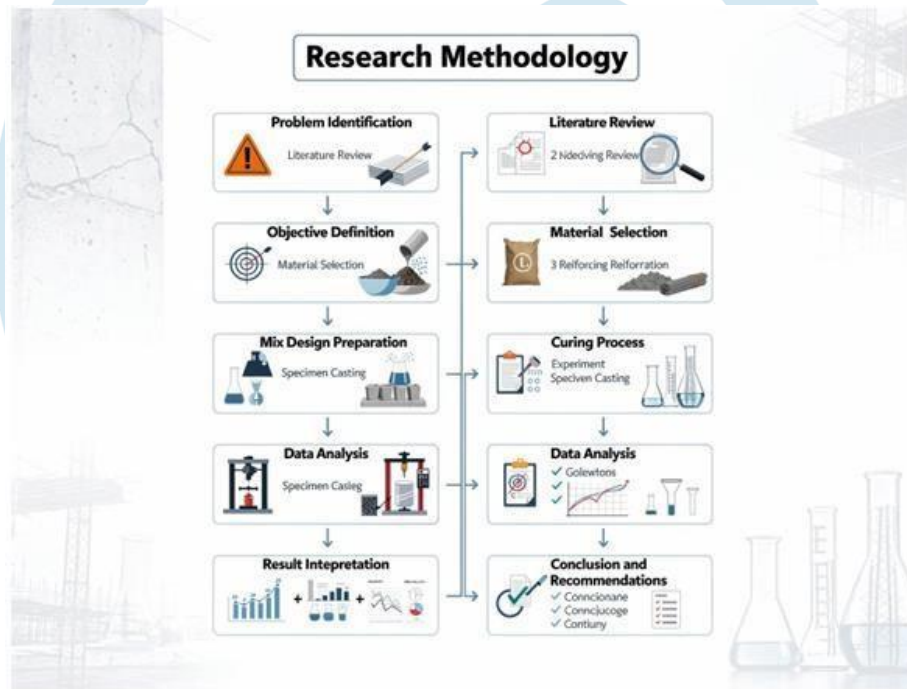 Research Methodology
Problem Identification
Literature Review
Literature Review
2 Ndedving Review
Objective Definition
Material Selection
Material Selection
3 Reiforcing Reiforration
Mix Design Preparation
Specimen Casting
Curing Process
Experiment
Speciven Casting
Data Analysis
Specimen Casleg
Data Analysis
Golewtons
Result Intepretation
Conclusion and
Recommendations
Conncionane
Conncjucoge
Contiuny